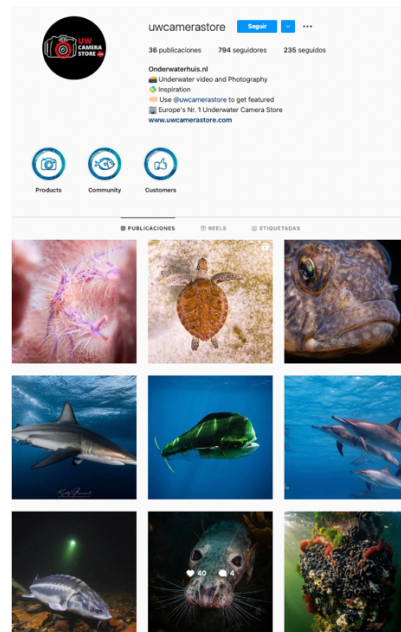 UW
CAMERA
STORE
uwcamerastore Seguir
36 publicaciones 794 seguidores 235 seguidos
Onderwaterhuis.nl
📸 Underwater video and Photography
Inspiration
Use @uwcamerastore to get featured
Europe's Nr. 1 Underwater Camera Store
www.uwcamerastore.com
Products Community Customers
PUBLICACIONES REELS ETIQUETADAS
40 4